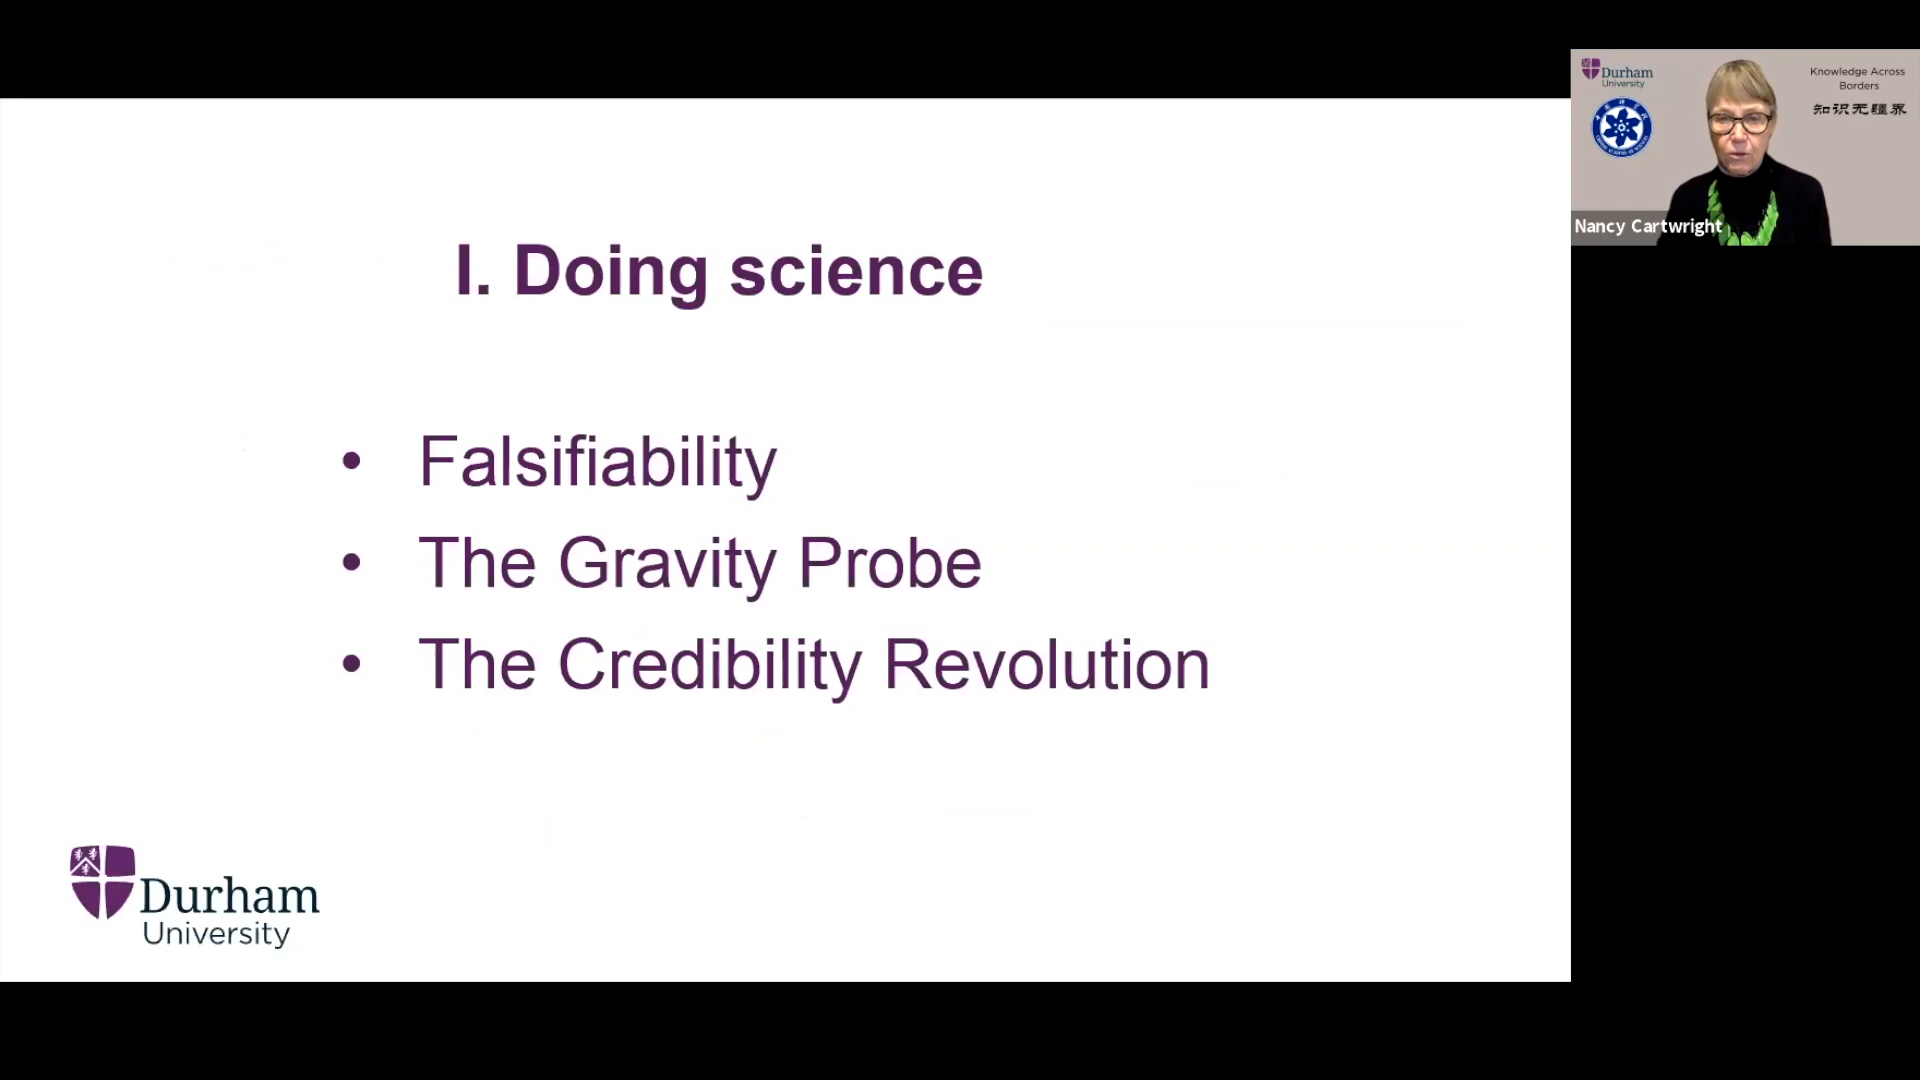 I. Doing science
• Falsifiability
• The Gravity Probe
• The Credibility Revolution
Durham
University
Durham
University
Knowledge Across
Borders
知识无疆界
Nancy Cartwright